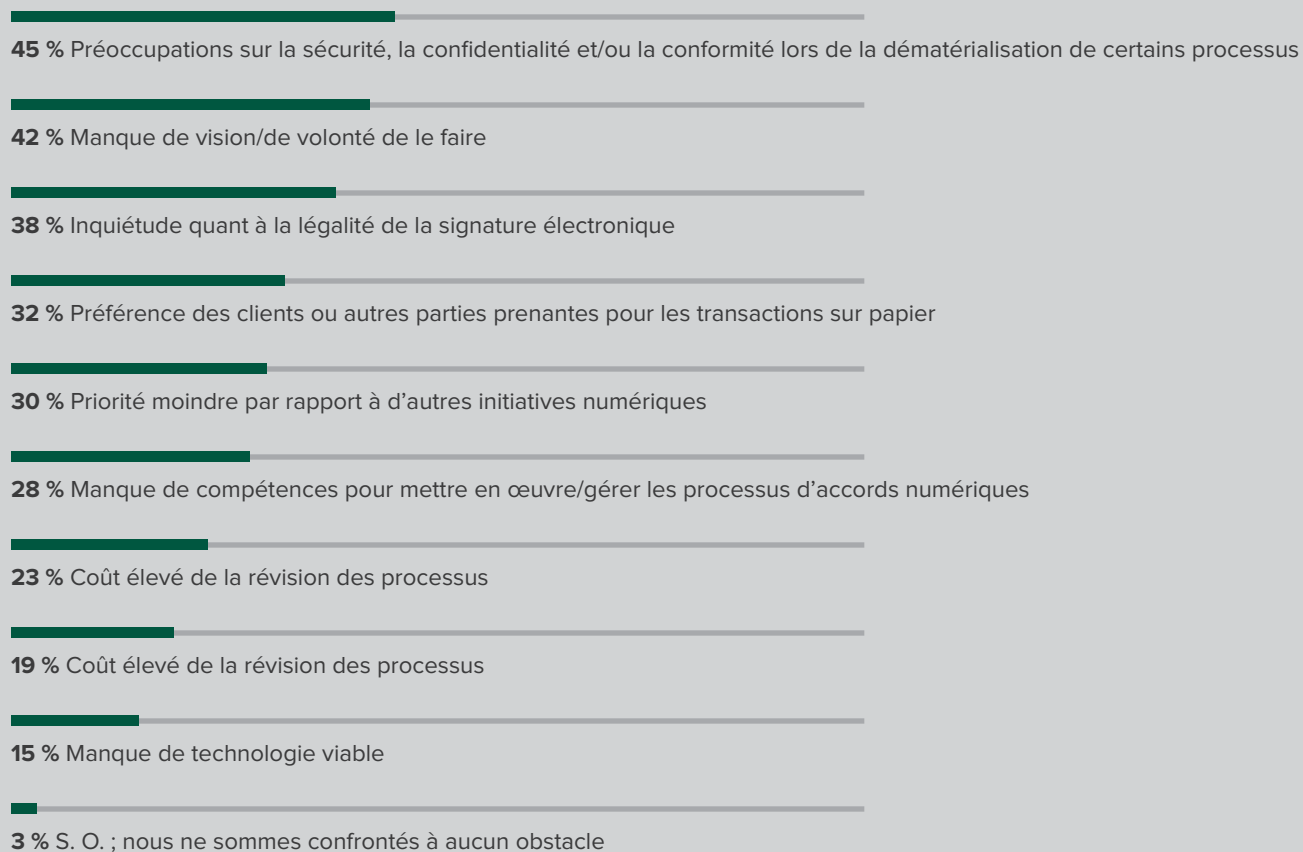 45 % Préoccupations sur la sécurité, la confidentialité et/ou la conformité lors de la dématérialisation de certains processus
42 % Manque de vision/de volonté de le faire
38 % Inquiétude quant à la légalité de la signature électronique
32 % Préférence des clients ou autres parties prenantes pour les transactions sur papier
30 % Priorité moindre par rapport à d’autres initiatives numériques
28 % Manque de compétences pour mettre en œuvre/gérer les processus d’accords numériques
23 % Coût élevé de la révision des processus
19 % Coût élevé de la révision des processus
15 % Manque de technologie viable
3 % S. O. ; nous ne sommes confrontés à aucun obstacle